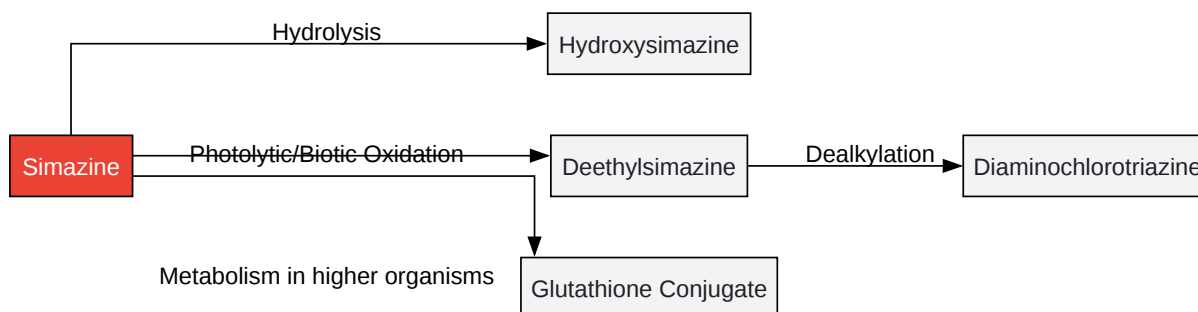 Hydrolysis
Hydroxysimazine
Simazine
Photolytic/Biotic Oxidation
Deethylsimazine
Dealkylation
Diaminochlorotriazine
Metabolism in higher organisms
Glutathione Conjugate